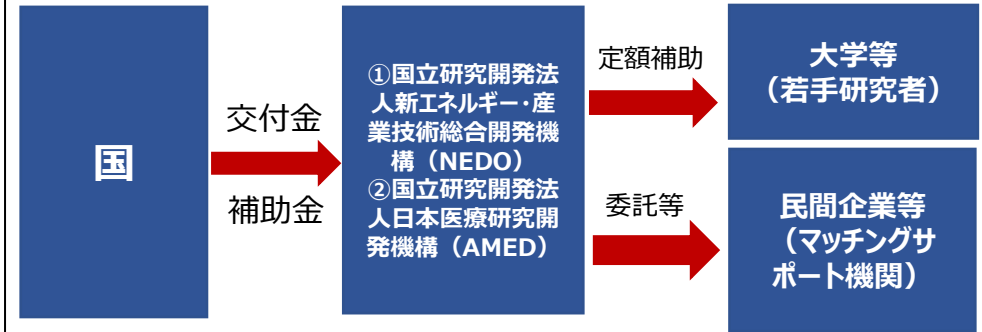 国
交付金
補助金
①国立研究開発法
人新エネルギー・産
業技術総合開発機
構（NEDO）
②国立研究開発法
人日本医療研究開
発機構（AMED）
定額補助
委託等
大学等
（若手研究者）
民間企業等
（マッチングサ
ポート機関）